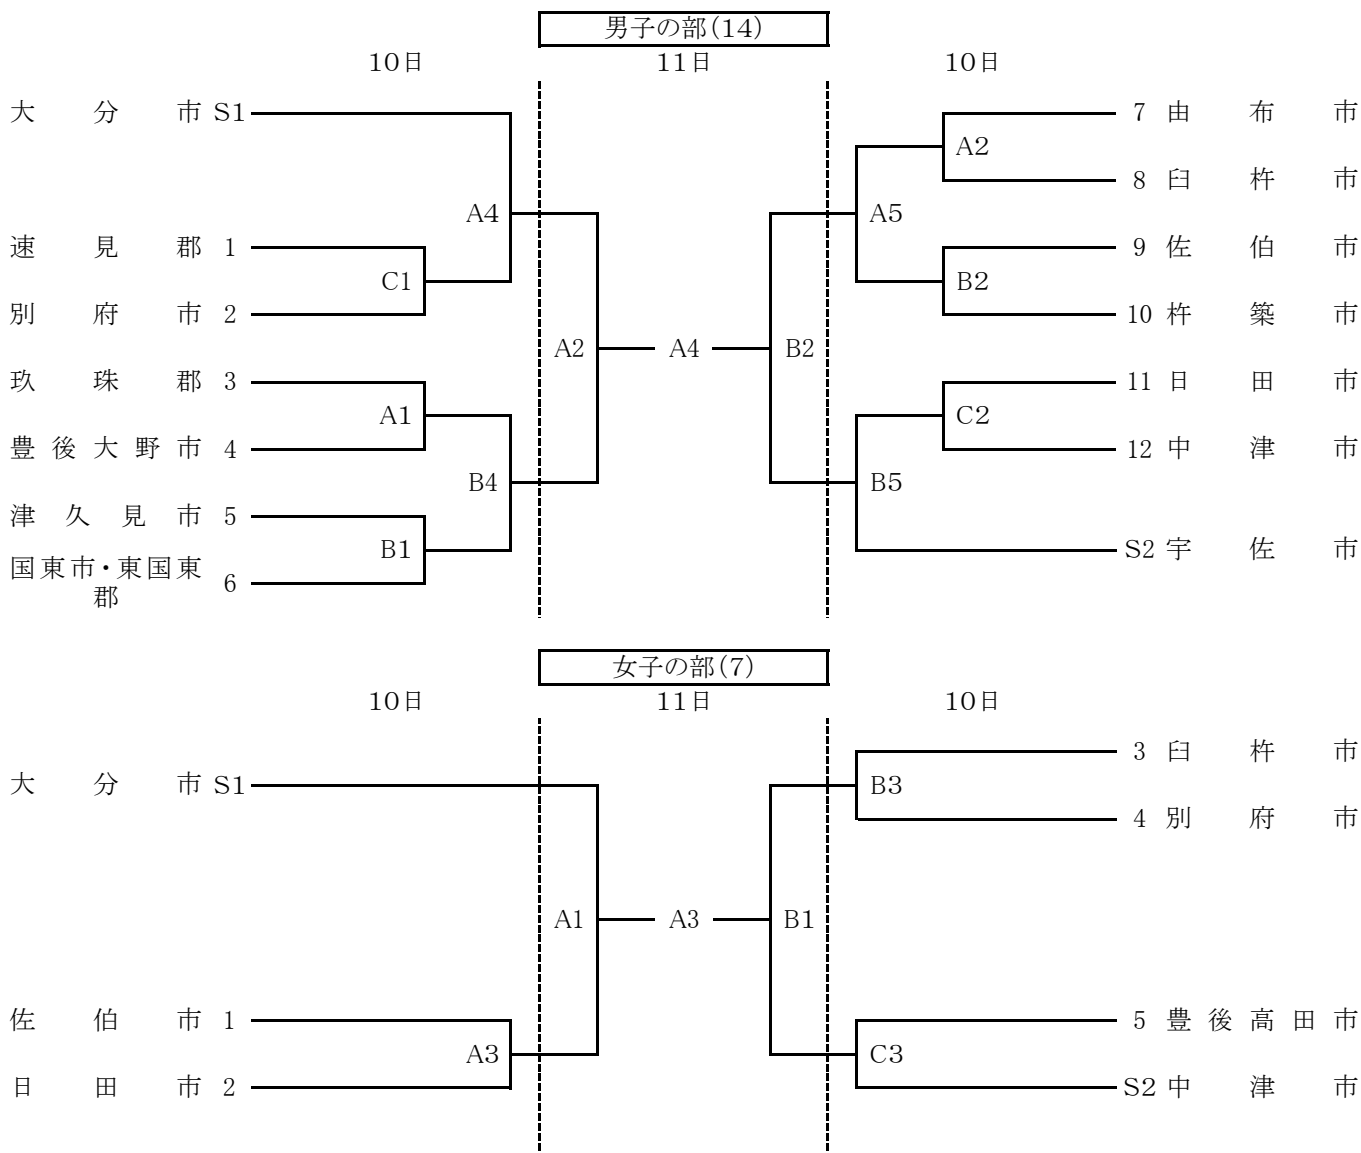 男子の部(14)
10日 11日 10日
大分市 S1 7 由布市
A2
8 臼杵市
A4 A5
速見郡 1 9 佐伯市
C1 B2
別府市 2 10 杵築市
A2 A4 B2
玖珠郡 3 11 日田市
A1 C2
豊後大野市 4 12 中津市
B4 B5
津久見市 5
B1 S2 宇佐市
国東市・東国東郡 6
女子の部(7)
10日 11日 10日
3 臼杵市
大分市 S1 B3
4 別府市
A1 A3 B1
佐伯市 1 5 豊後高田市
A3 C3
日田市 2 S2 中津市